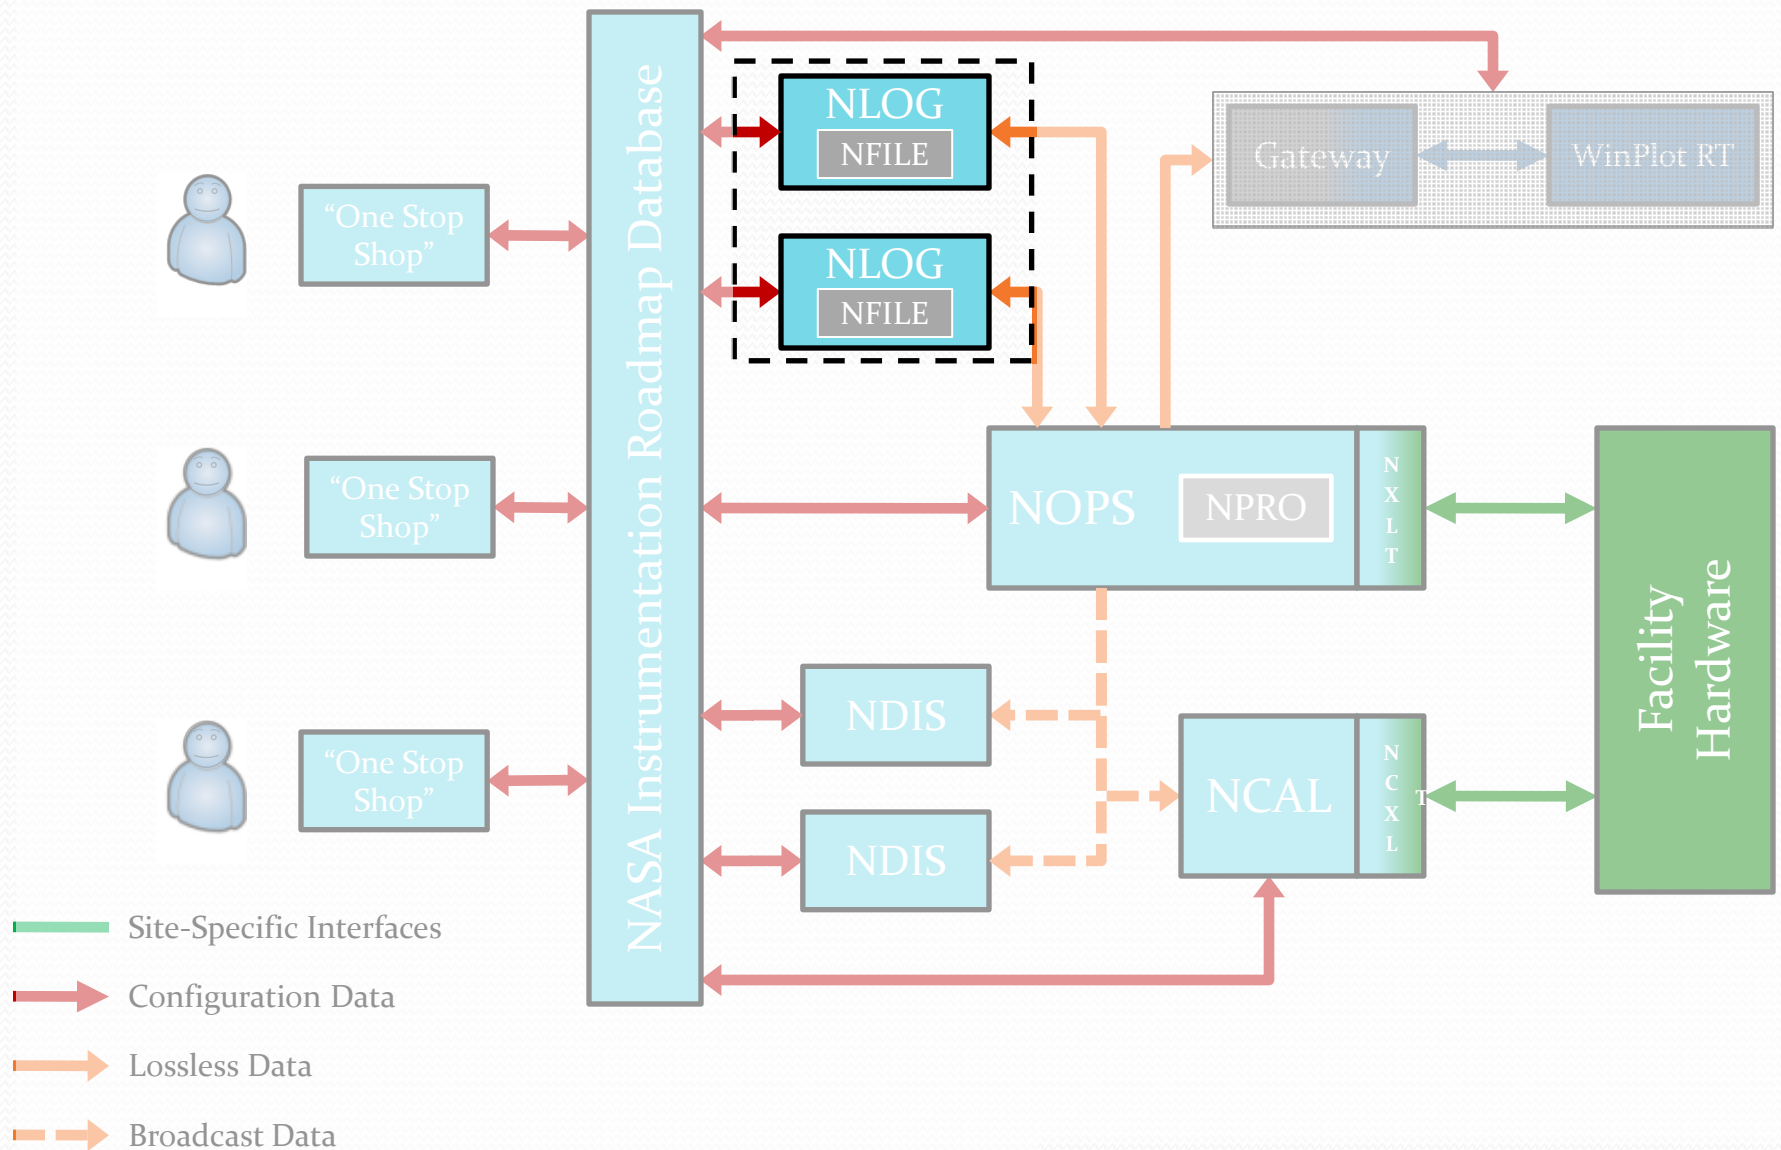 NASA Instrumentation Roadmap Database
NLOG
NFILE
NLOG
NFILE
Gateway
WinPlot RT
“One Stop
Shop”
“One Stop
Shop”
“One Stop
Shop”
NOPS
NPRO
N
X
L
T
Facility
Hardware
NDIS
NDIS
NCAL
N
C
X
L
T
Site-Specific Interfaces
Configuration Data
Lossless Data
Broadcast Data